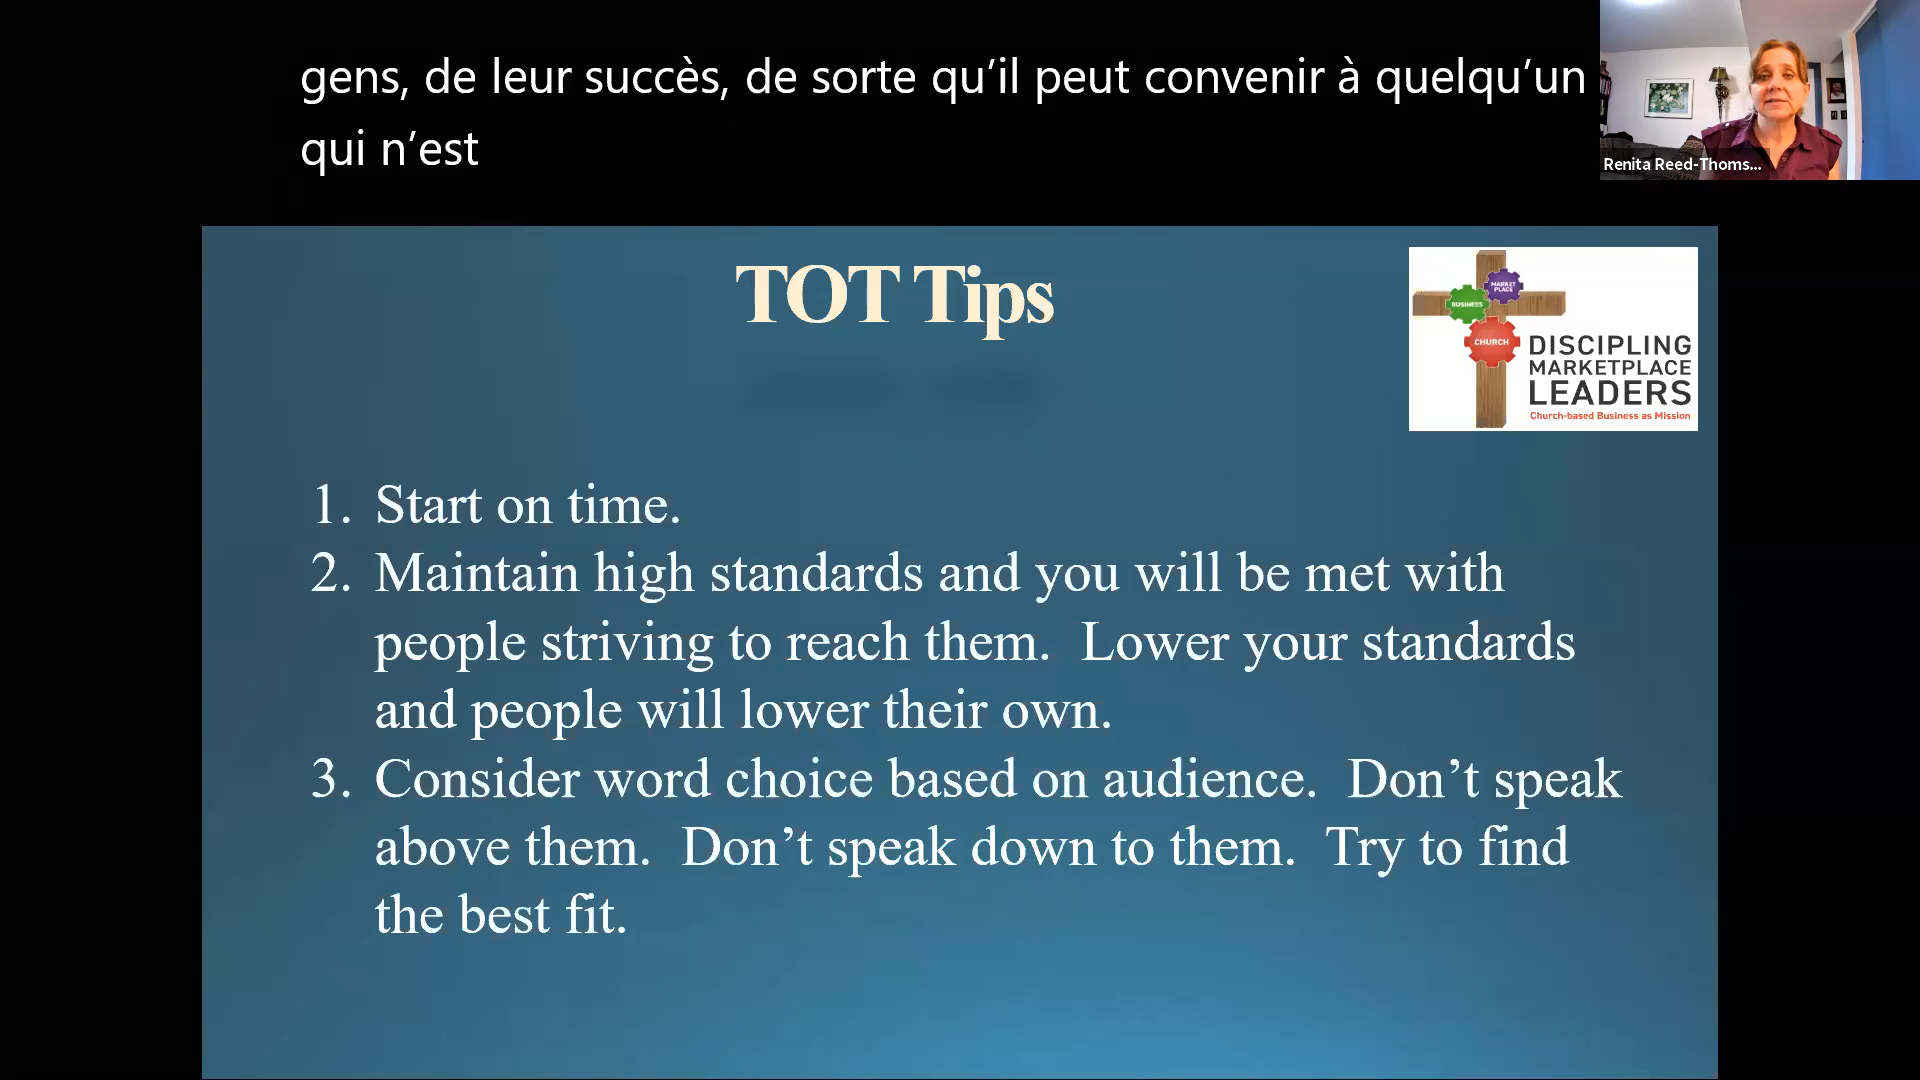 gens, de leur succès, de sorte qu’il peut convenir à quelqu’un
qui n’est
Renita Reed-Thoms...
TOT Tips
MARKET
PLACE
BUSINESS
CHURCH
DISCIPLING
MARKETPLACE
LEADERS
Church-based Business as Mission
1. Start on time.
2. Maintain high standards and you will be met with
people striving to reach them. Lower your standards
and people will lower their own.
3. Consider word choice based on audience. Don’t speak
above them. Don’t speak down to them. Try to find
the best fit.